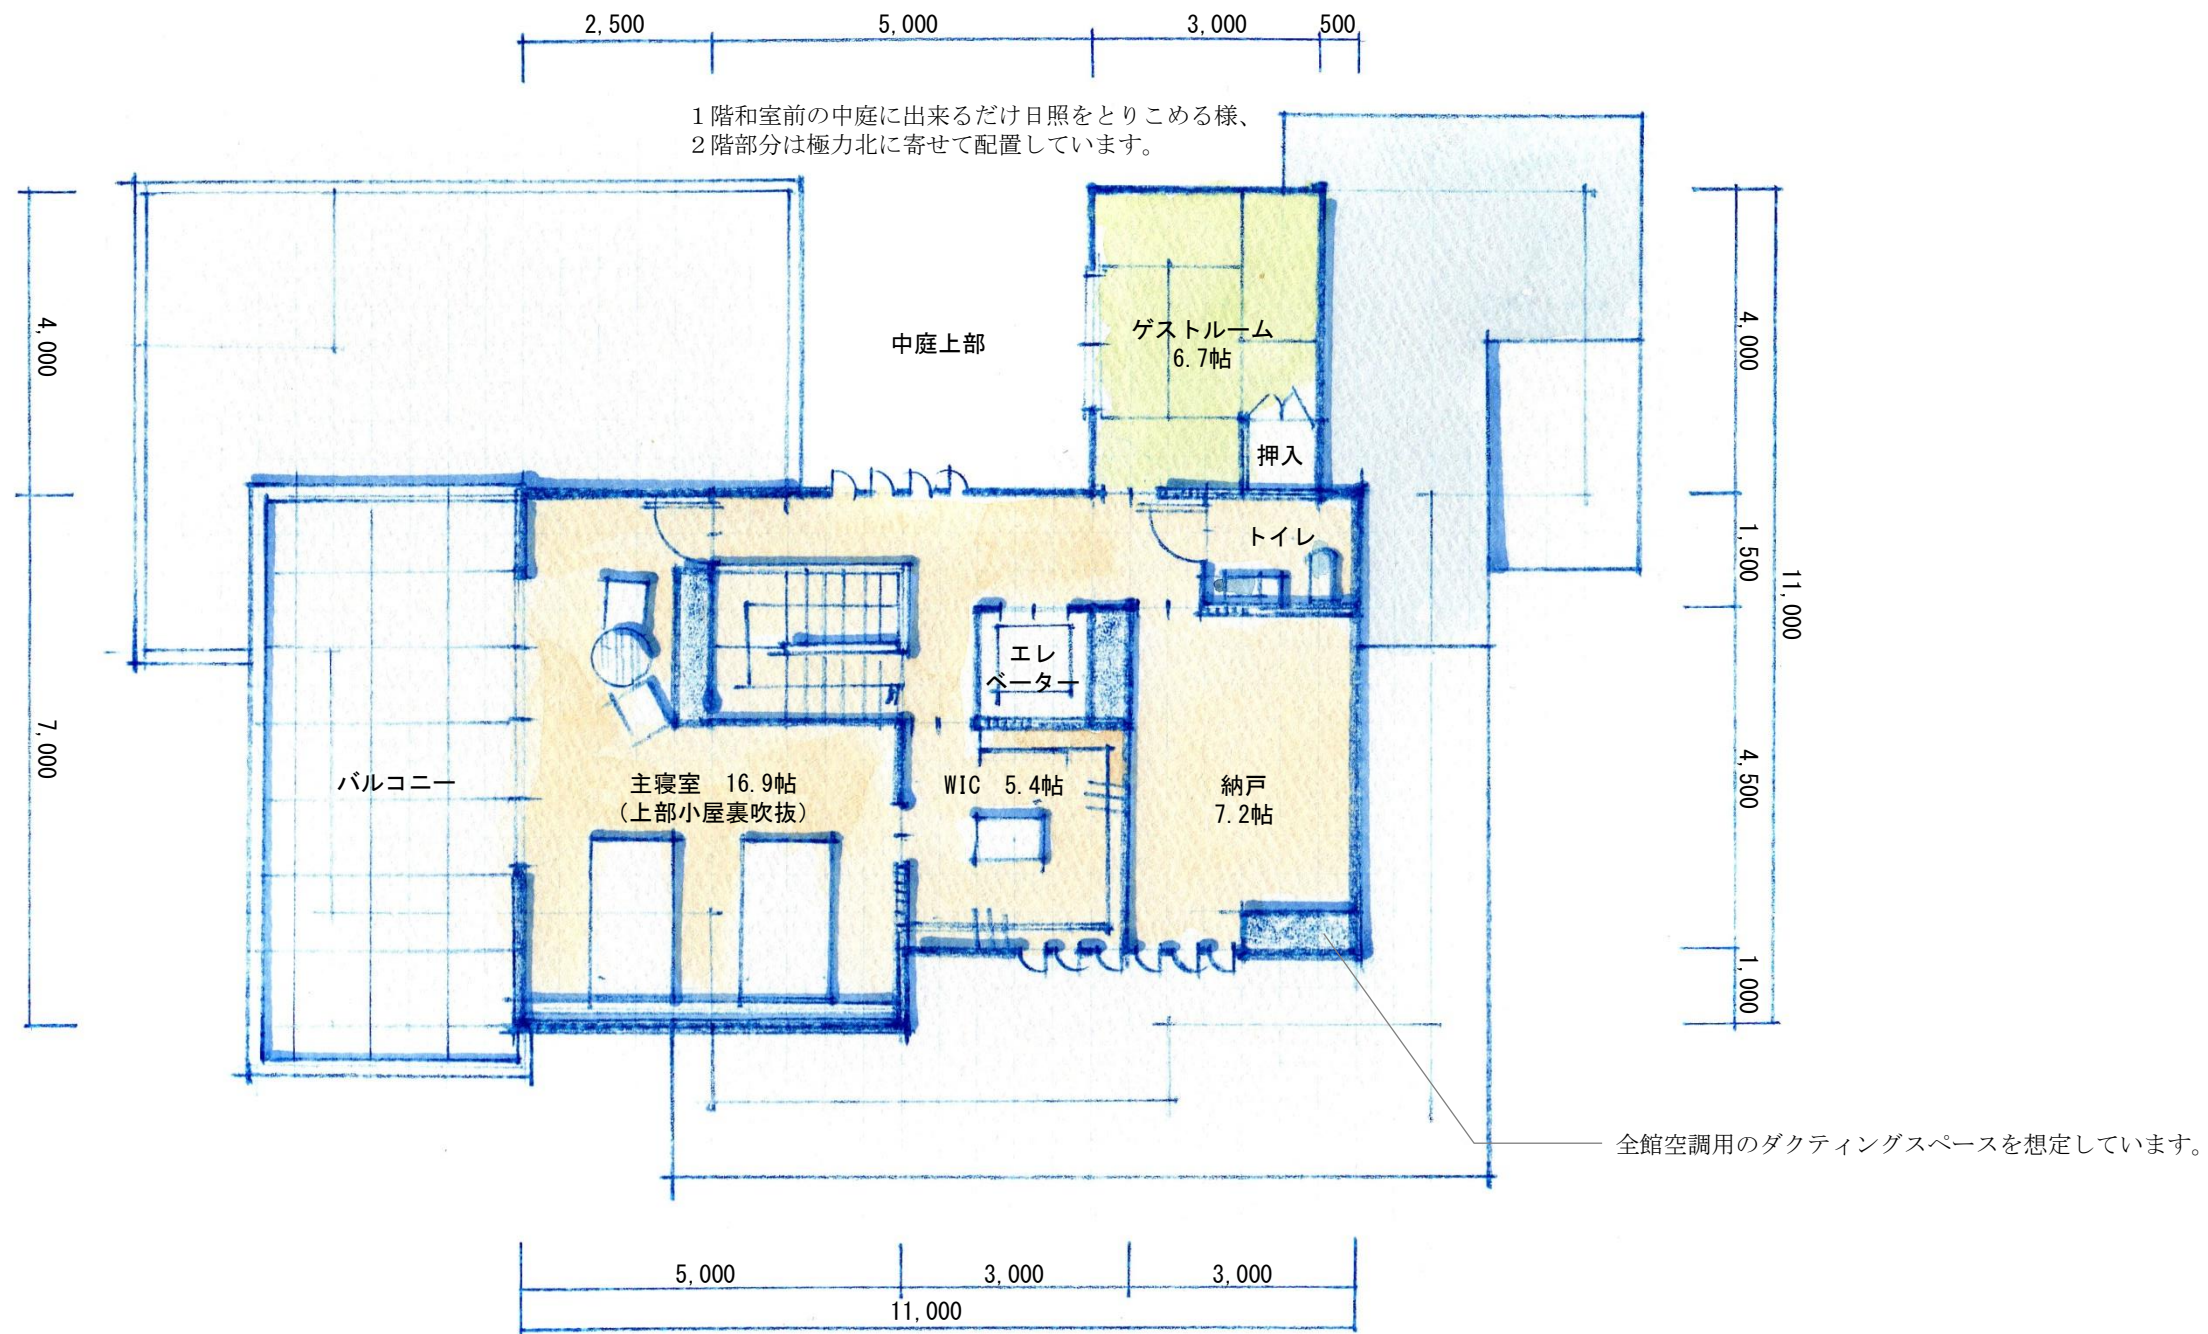 2,500
5,000
3,000
500
1階和室前の中庭に出来るだけ日照をとりこめる様、
2階部分は極力北に寄せて配置しています。
4,000
7,000
中庭上部
ゲストルーム
6.7帖
押入
トイレ
エレ
ベーター
バルコニー
主寝室 16.9帖
(上部小屋裏吹抜)
WIC 5.4帖
納戸
7.2帖
4,000
1,500
11,000
4,500
1,000
全館空調用のダクティングスペースを想定しています。
5,000
3,000
3,000
11,000